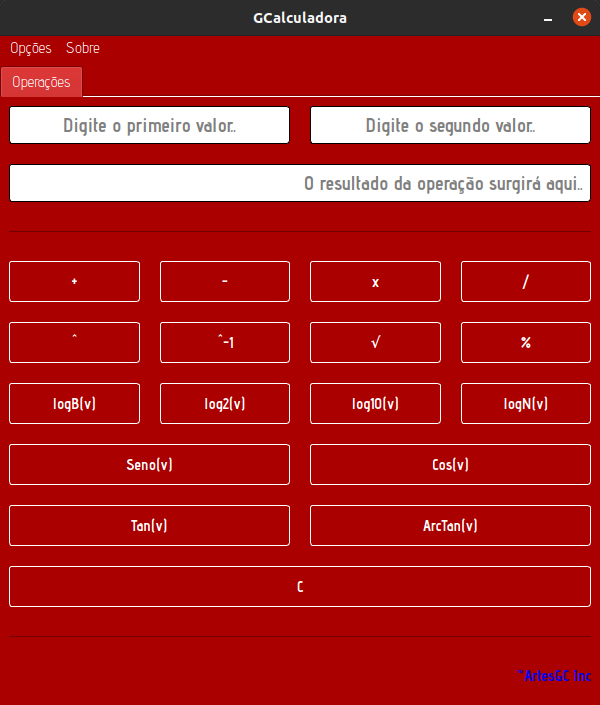 GCalculadora
Opções Sobre
Operações
Digite o primeiro valor.. Digite o segundo valor..
O resultado da operação surgirá aqui..
+ - x /
^ ^-1 √ %
logB(v) log2(v) log10(v) logN(v)
Seno(v) Cos(v)
Tan(v) ArcTan(v)
C
™ArtesGC Inc